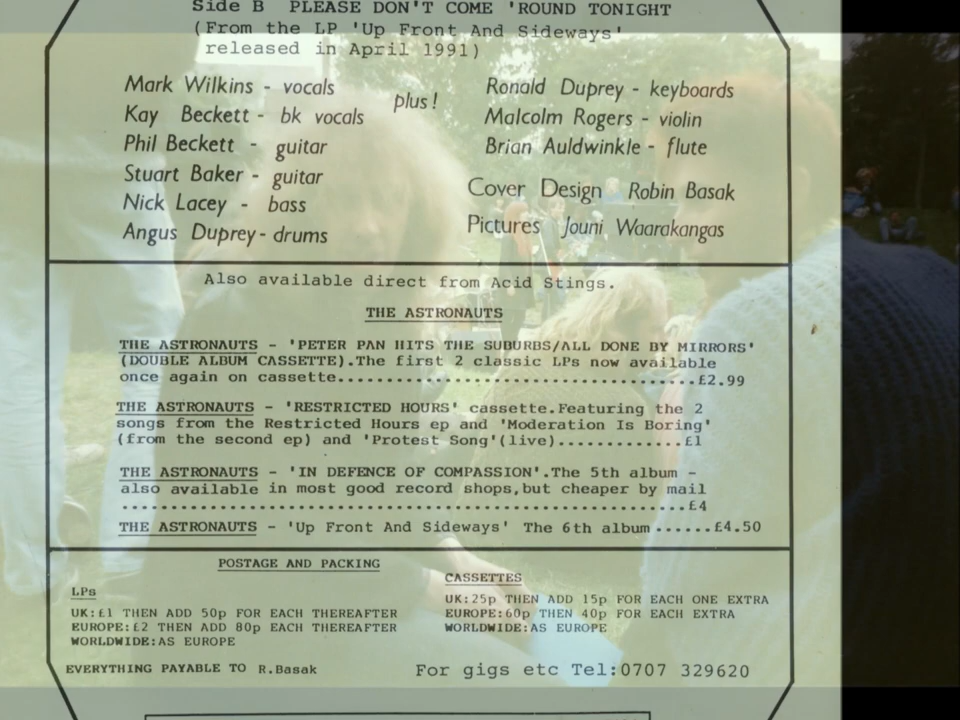 Side B PLEASE DON'T COME 'ROUND TONIGHT
(From the LP 'Up Front And Sideways'
released in April 1991)
Mark Wilkins - vocals
Kay Beckett - bk vocals
Phil Beckett - guitar
Stuart Baker - guitar
Nick Lacey - bass
Angus Duprey - drums
plus!
Ronald Duprey - keyboards
Malcolm Rogers - violin
Brian Auldwinkle - flute
Cover Design Robin Basak
Pictures Jouni Waarakangas
Also available direct from Acid Stings.
THE ASTRONAUTS
THE ASTRONAUTS - 'PETER PAN HITS THE SUBURBS/ALL DONE BY MIRRORS'
(DOUBLE ALBUM CASSETTE).The first 2 classic LPs now available
once again on cassette......................................£2.99
THE ASTRONAUTS - 'RESTRICTED HOURS' cassette.Featuring the 2
songs from the Restricted Hours ep and 'Moderation Is Boring'
(from the second ep) and 'Protest Song'(live).............£1
THE ASTRONAUTS - 'IN DEFENCE OF COMPASSION'.The 5th album -
also available in most good record shops,but cheaper by mail
............................................................£4
THE ASTRONAUTS - 'Up Front And Sideways' The 6th album ......£4.50
POSTAGE AND PACKING
LPs
UK:£1 THEN ADD 50p FOR EACH THEREAFTER
EUROPE:£2 THEN ADD 80p EACH THEREAFTER
WORLDWIDE:AS EUROPE
CASSETTES
UK:25p THEN ADD 15p FOR EACH ONE EXTRA
EUROPE:60p THEN 40p FOR EACH EXTRA
WORLDWIDE:AS EUROPE
EVERYTHING PAYABLE TO R.Basak
For gigs etc Tel:0707 329620